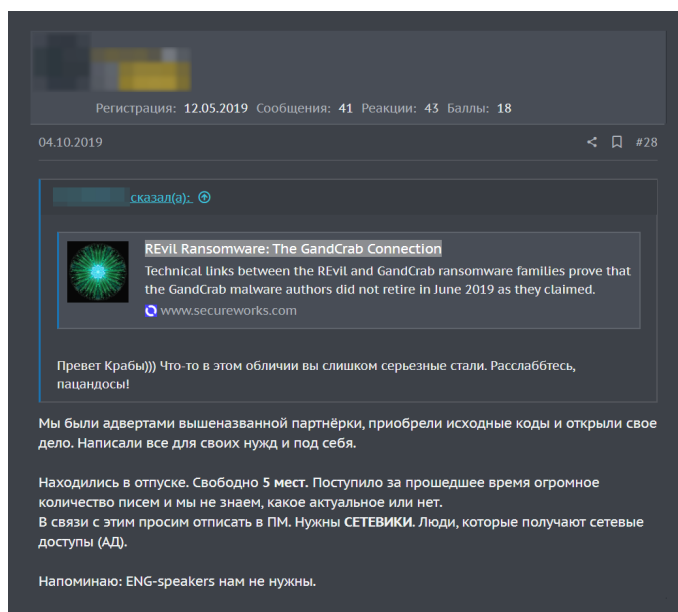 Регистрация: 12.05.2019 Сообщения: 41 Реакции: 43 Баллы: 18
04.10.2019 #28
сказал(а):
REvil Ransomware: The GandCrab Connection
Technical links between the REvil and GandCrab ransomware families prove that
the GandCrab malware authors did not retire in June 2019 as they claimed.
www.secureworks.com
Превет Крабы))) Что-то в этом обличии вы слишком серьезные стали. Расслаббтесь,
пацандосы!
Мы были адвертами вышеназванной партнёрки, приобрели исходные коды и открыли свое
дело. Написали все для своих нужд и под себя.
Находились в отпуске. Свободно 5 мест. Поступило за прошедшее время огромное
количество писем и мы не знаем, какое актуальное или нет.
В связи с этим просим отписать в ПМ. Нужны СЕТЕВИКИ. Люди, которые получают сетевые
доступы (АД).
Напоминаю: ENG-speakers нам не нужны.